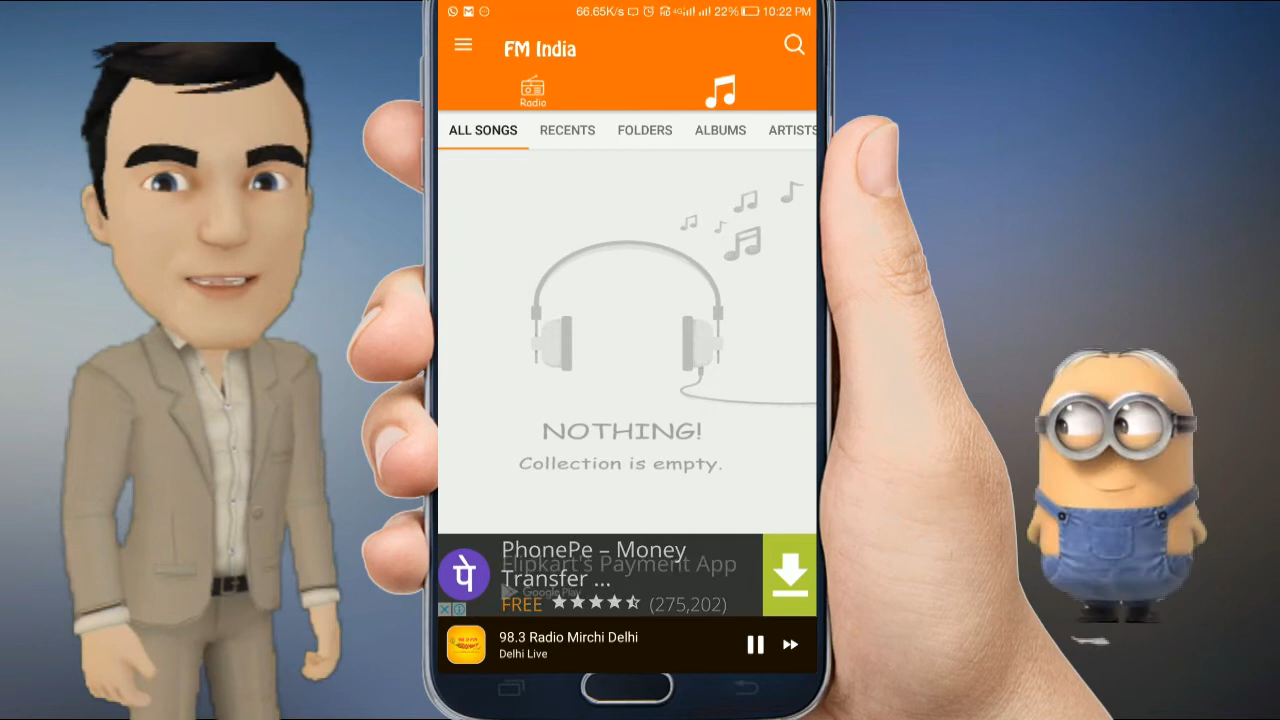 66.65K/s 4G 22% 10:22 PM
FM India
Radio
ALL SONGS RECENTS FOLDERS ALBUMS ARTISTS
NOTHING!
Collection is empty.
PhonePe – Money
Flipkart's Payment App
Transfer ...
Google Play
FREE (275,202)
पे
98.3 Radio Mirchi Delhi
Delhi Live